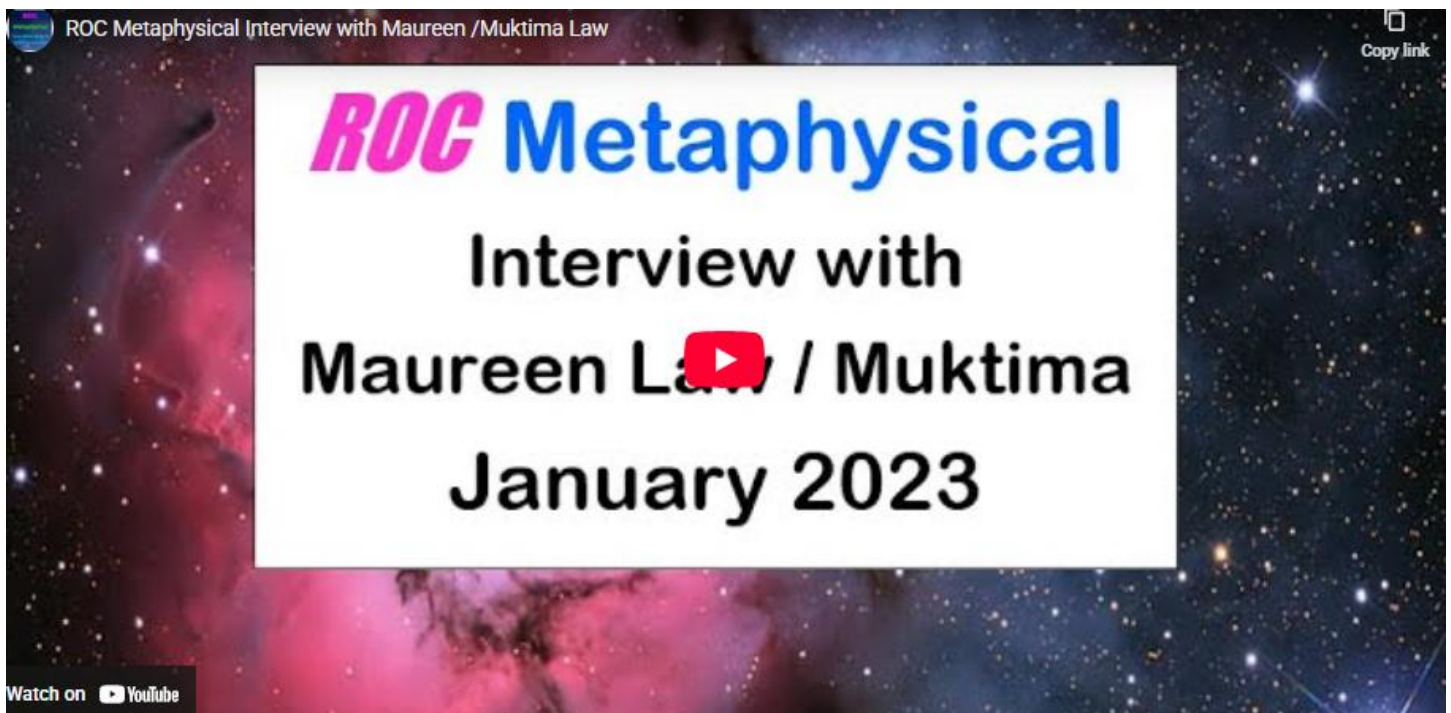 ROC Metaphysical Interview with Maureen /Muktima Law
Copy link
ROC Metaphysical
Interview with
Maureen Law / Muktima
January 2023
Watch on YouTube